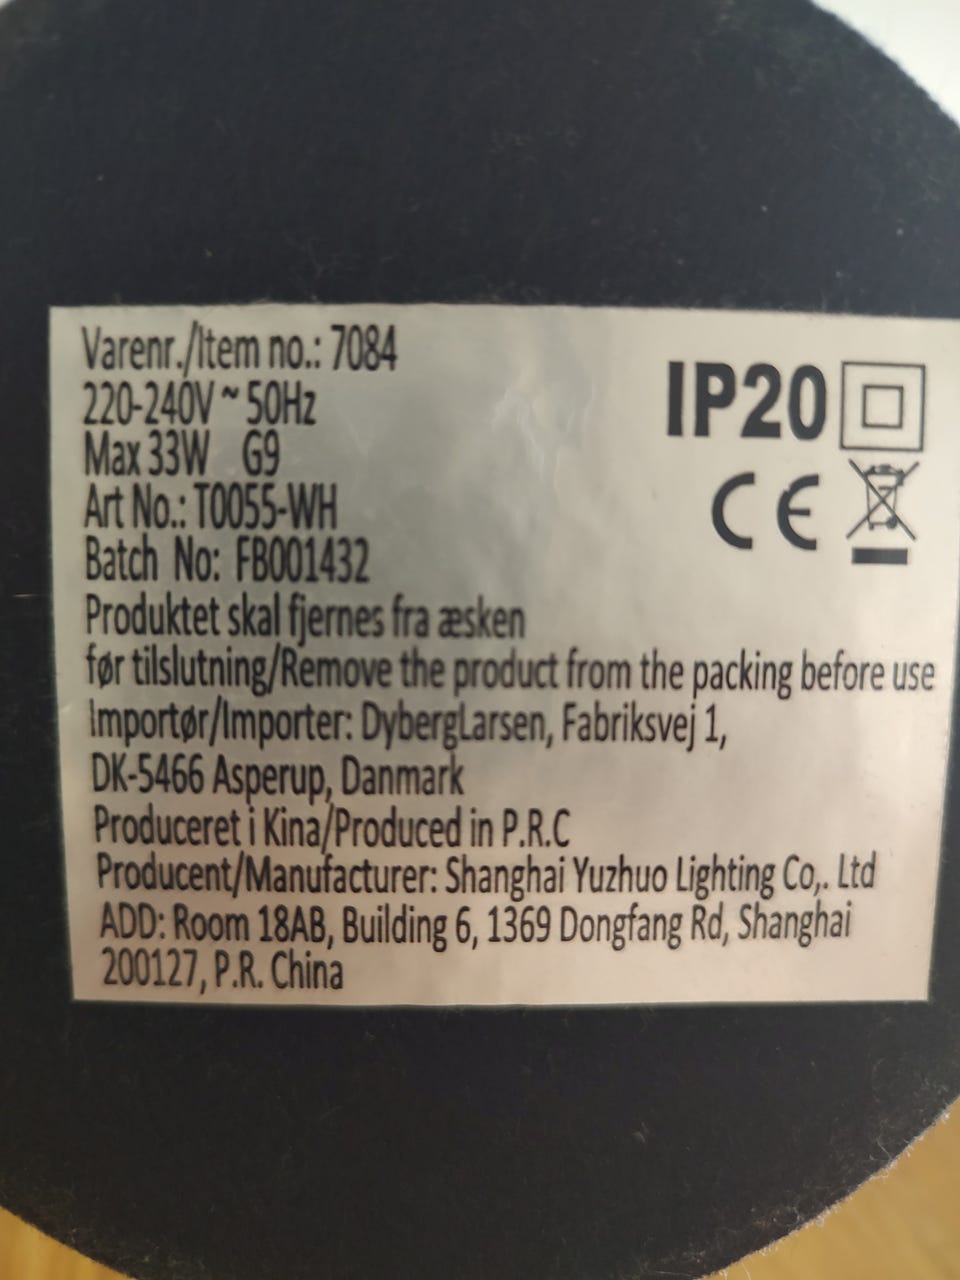 Varenr./Item no.: 7084
220-240V ~ 50Hz
Max 33W G9
Art No.: T0055-WH
Batch No: FB001432
Produktet skal fjernes fra æsken
før tilslutning/Remove the product from the packing before use
Importør/Importer: DybergLarsen, Fabriksvej 1,
DK-5466 Asperup, Danmark
Produceret i Kina/Produced in P.R.C
Producent/Manufacturer: Shanghai Yuzhuo Lighting Co,. Ltd
ADD: Room 18AB, Building 6, 1369 Dongfang Rd, Shanghai
200127, P.R. China
IP20
CE